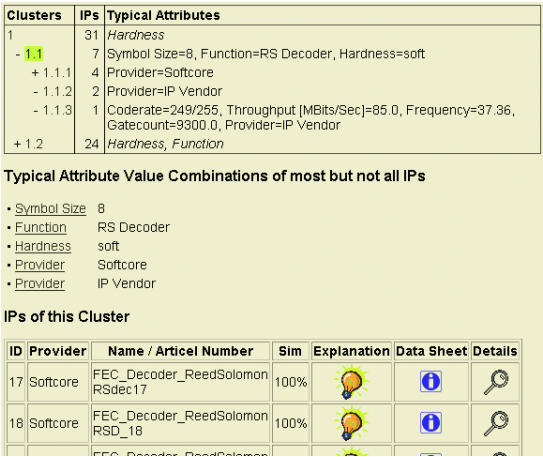 Clusters IPs Typical Attributes
1 31 Hardness
- 1.1 7 Symbol Size=8, Function=RS Decoder, Hardness=soft
+ 1.1.1 4 Provider=Softcore
- 1.1.2 2 Provider=IP Vendor
- 1.1.3 1 Coderate=249/255, Throughput [MBits/Sec]=85.0, Frequency=37.36,
Gatecount=9300.0, Provider=IP Vendor
+ 1.2 24 Hardness, Function
Typical Attribute Value Combinations of most but not all IPs
▪ Symbol Size 8
▪ Function RS Decoder
▪ Hardness soft
▪ Provider Softcore
▪ Provider IP Vendor
IPs of this Cluster
ID Provider Name / Articel Number Sim Explanation Data Sheet Details
17 Softcore FEC_Decoder_ReedSolomon 100%
RSdec17
18 Softcore FEC_Decoder_ReedSolomon 100%
RSD_18
FEC_Decoder_ReedSolomon